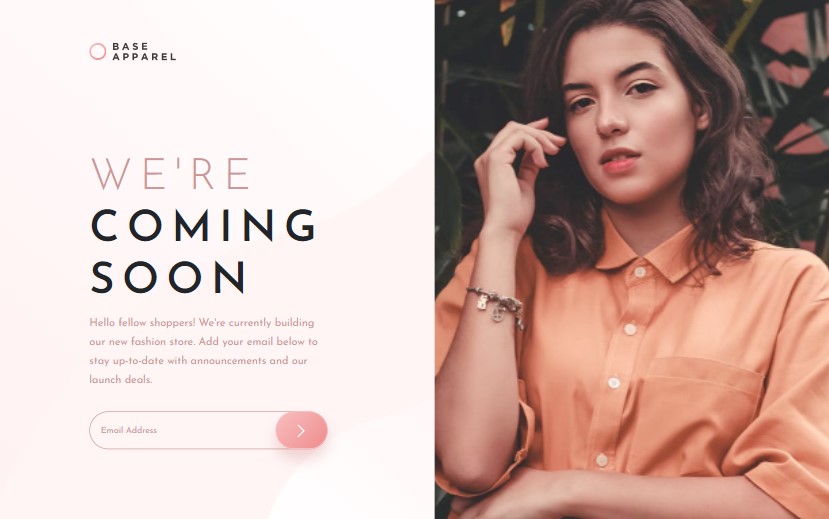 BASE
APPAREL
WE'RE
COMING
SOON
Hello fellow shoppers! We're currently building
our new fashion store. Add your email below to
stay up-to-date with announcements and our
launch deals.
Email Address